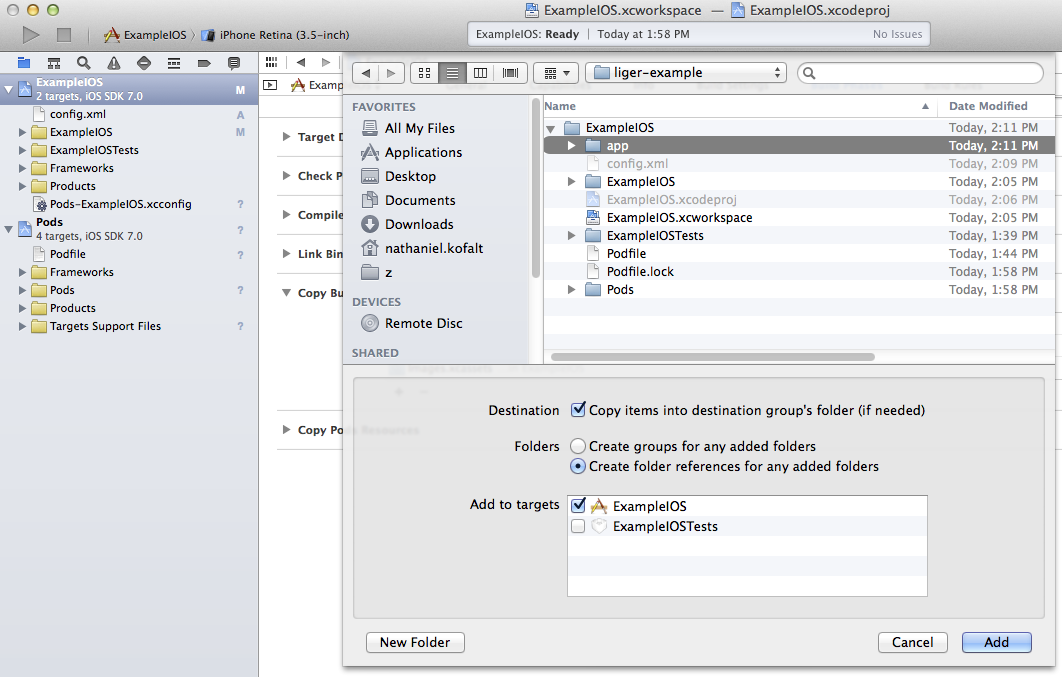 ExampleIOS.xcworkspace — ExampleIOS.xcodeproj
ExampleIOS 〉 iPhone Retina (3.5-inch)
ExampleIOS: Ready | Today at 1:58 PM
No Issues
ExampleIOS
2 targets, iOS SDK 7.0
M
config.xml
A
ExampleIOS
M
ExampleIOSTests
Frameworks
Products
Pods-ExampleIOS.xcconfig
?
Pods
4 targets, iOS SDK 7.0
?
Podfile
?
Frameworks
Pods
?
Products
Targets Support Files
?
Target D
Check P
Compile
Link Bin
Copy Bu
Copy Po
liger-example
FAVORITES
All My Files
Applications
Desktop
Documents
Downloads
nathaniel.kofalt
z
DEVICES
Remote Disc
SHARED
Name
Date Modified
ExampleIOS
Today, 2:11 PM
app
Today, 2:11 PM
config.xml
Today, 2:09 PM
ExampleIOS
Today, 2:05 PM
ExampleIOS.xcodeproj
Today, 2:06 PM
ExampleIOS.xcworkspace
Today, 2:05 PM
ExampleIOSTests
Today, 1:39 PM
Podfile
Today, 1:44 PM
Podfile.lock
Today, 1:58 PM
Pods
Today, 1:58 PM
Destination
Copy items into destination group's folder (if needed)
Folders
Create groups for any added folders
Create folder references for any added folders
Add to targets
ExampleIOS
ExampleIOSTests
New Folder
Cancel
Add